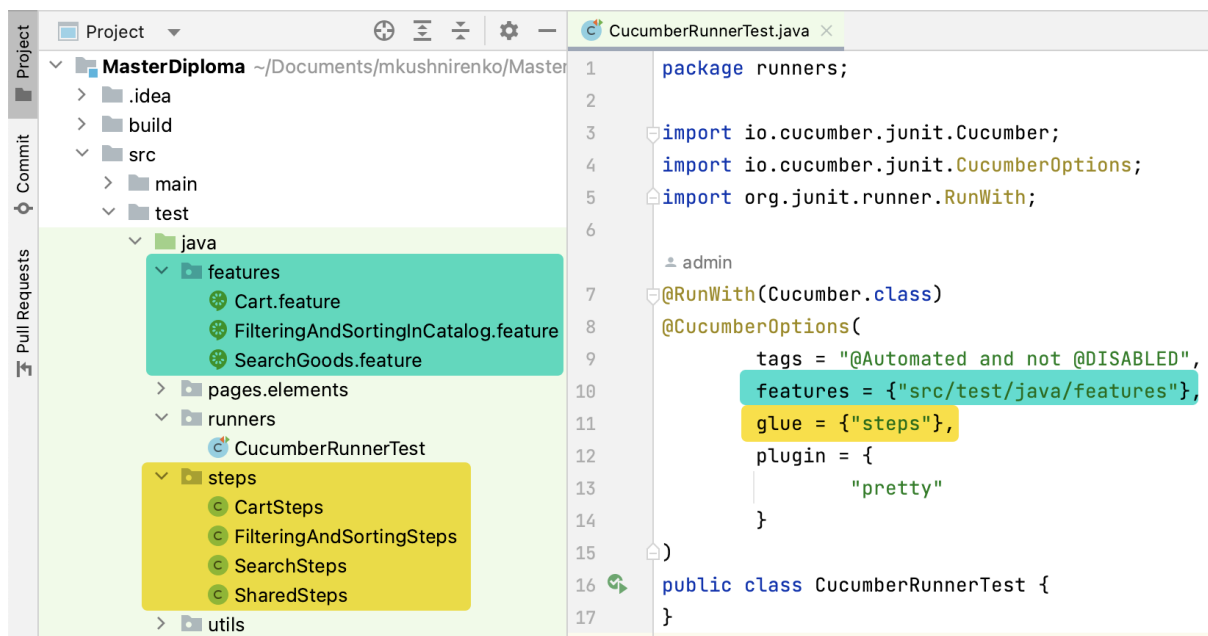 Project
Commit
Pull Requests
Project
MasterDiploma ~/Documents/mkushnirenko/Master
.idea
build
src
main
test
java
features
Cart.feature
FilteringAndSortingInCatalog.feature
SearchGoods.feature
pages.elements
runners
CucumberRunnerTest
steps
CartSteps
FilteringAndSortingSteps
SearchSteps
SharedSteps
utils
CucumberRunnerTest.java
1 package runners;
2
3 import io.cucumber.junit.Cucumber;
4 import io.cucumber.junit.CucumberOptions;
5 import org.junit.runner.RunWith;
6
admin
7 @RunWith(Cucumber.class)
8 @CucumberOptions(
9 tags = "@Automated and not @DISABLED",
10 features = {"src/test/java/features"},
11 glue = {"steps"},
12 plugin = {
13 "pretty"
14 }
15 )
16 public class CucumberRunnerTest {
17 }